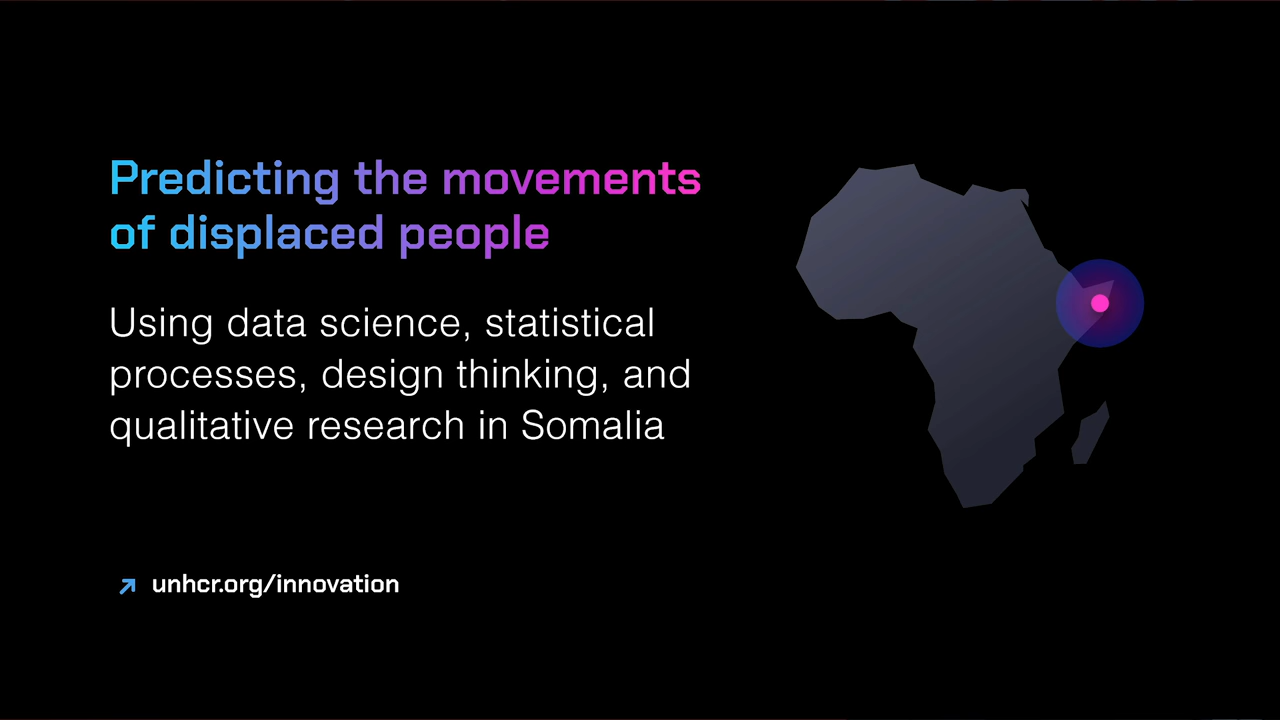 Predicting the movements
of displaced people
Using data science, statistical
processes, design thinking, and
qualitative research in Somalia
unhcr.org/innovation